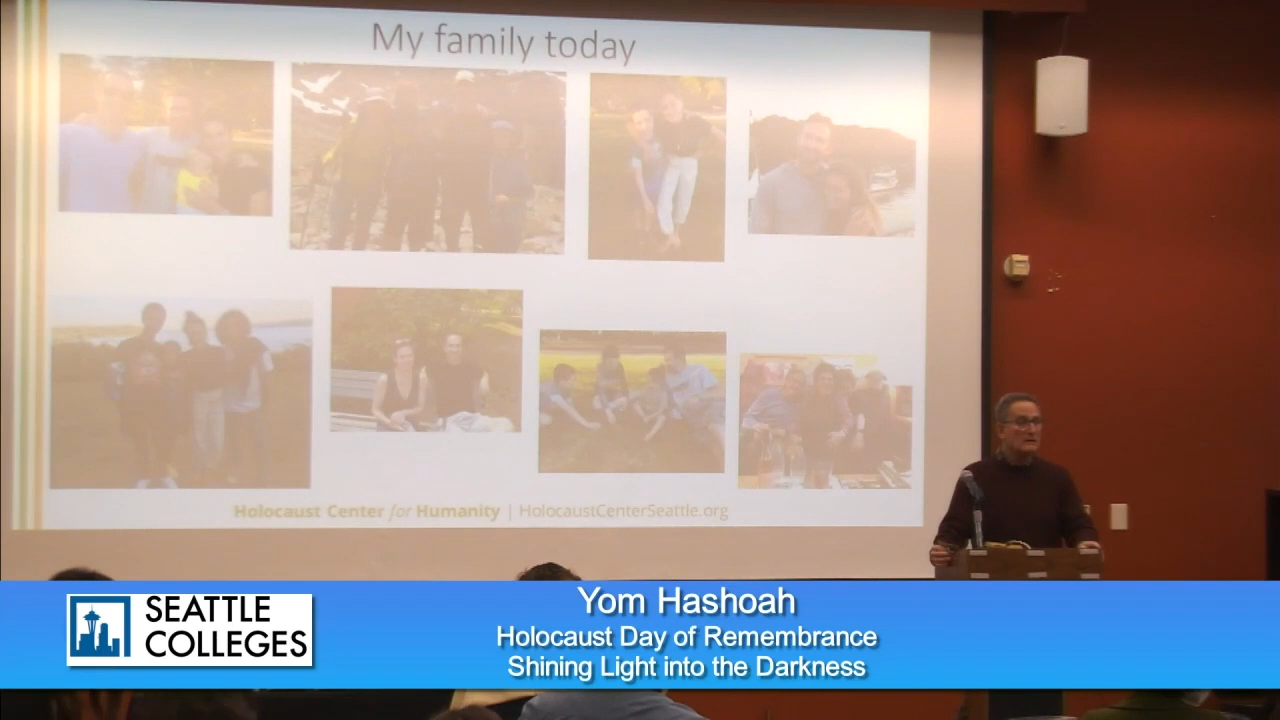 My family today
Holocaust Center for Humanity | HolocaustCenterSeattle.org
SEATTLE
COLLEGES
Yom Hashoah
Holocaust Day of Remembrance
Shining Light into the Darkness